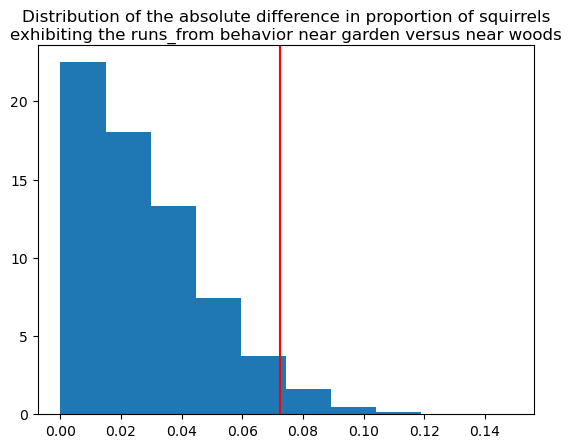 Distribution of the absolute difference in proportion of squirrels
exhibiting the runs_from behavior near garden versus near woods
20
15
10
5
0
0.00 0.02 0.04 0.06 0.08 0.10 0.12 0.14